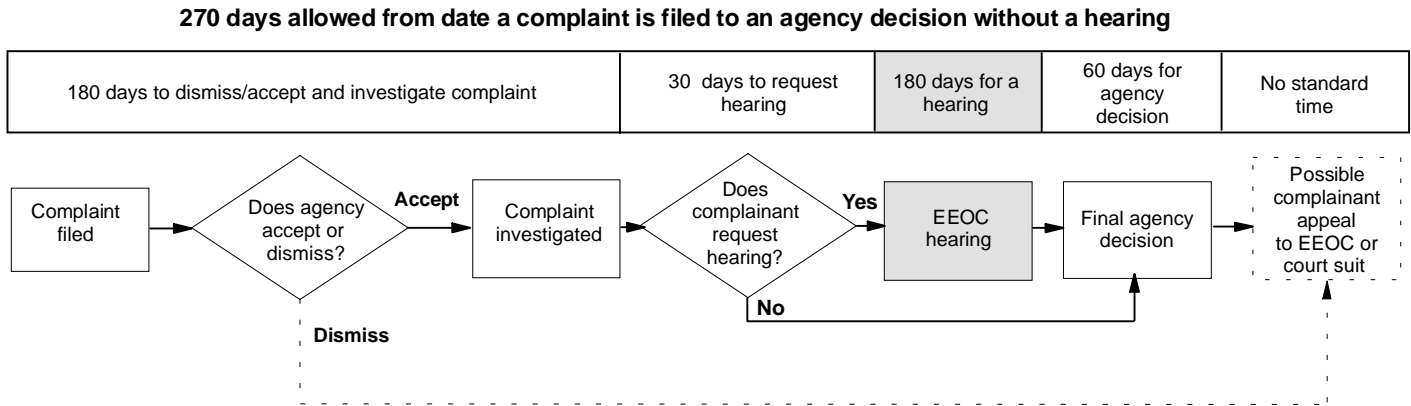 270 days allowed from date a complaint is filed to an agency decision without a hearing
180 days to dismiss/accept and investigate complaint
30 days to request
hearing
180 days for a
hearing
60 days for
agency
decision
No standard
time
Complaint
filed
Does agency
accept or
dismiss?
Accept
Dismiss
Complaint
investigated
Does
complainant
request
hearing?
Yes
No
EEOC
hearing
Final agency
decision
Possible
complainant
appeal
to EEOC or
court suit